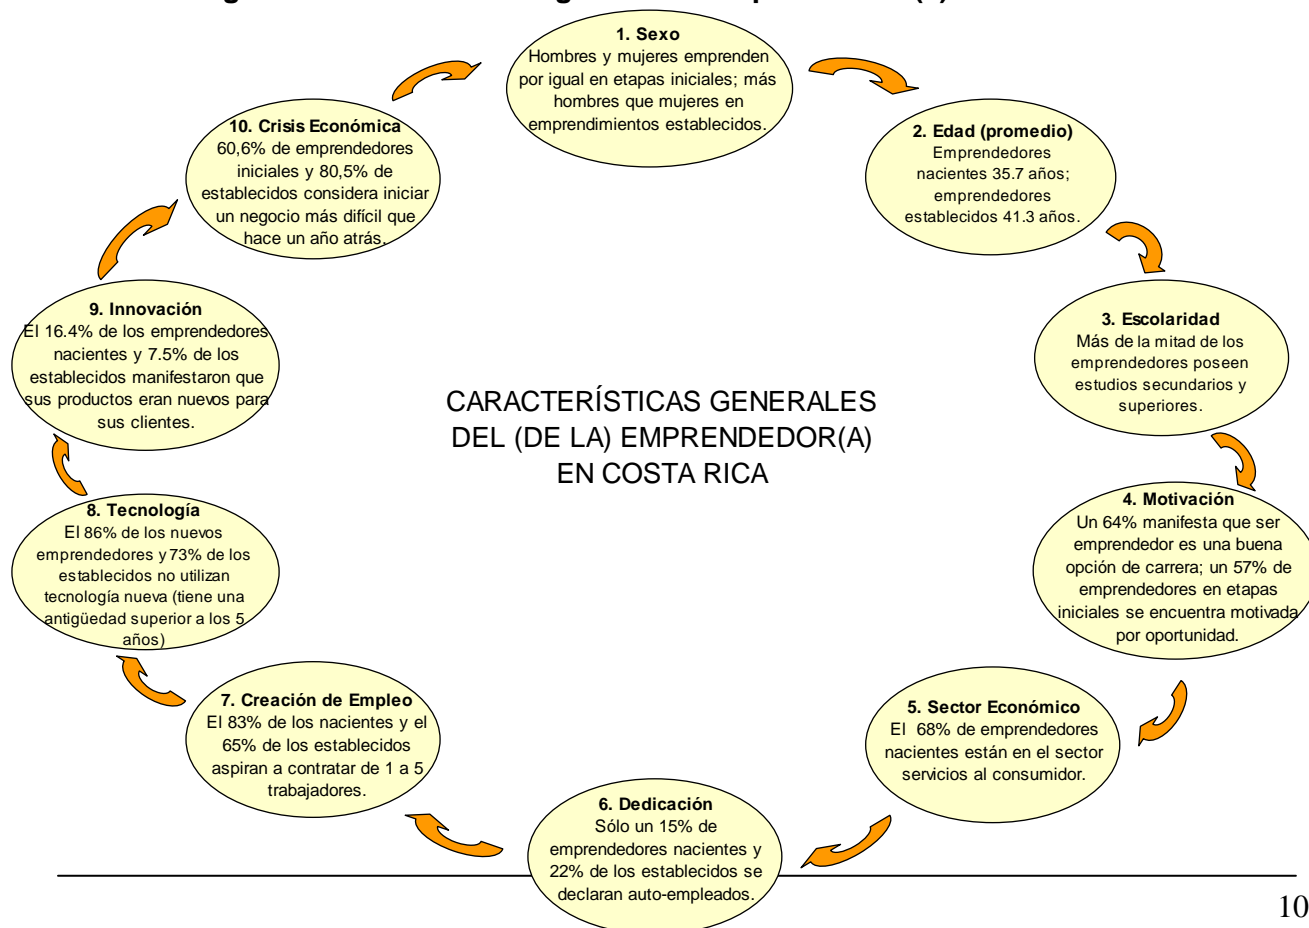 1. Sexo
Hombres y mujeres emprenden
por igual en etapas iniciales; más
hombres que mujeres en
emprendimientos establecidos.
2. Edad (promedio)
Emprendedores
nacientes 35.7 años;
emprendedores
establecidos 41.3 años.
3. Escolaridad
Más de la mitad de los
emprendedores poseen
estudios secundarios y
superiores.
4. Motivación
Un 64% manifesta que ser
emprendedor es una buena
opción de carrera; un 57% de
emprendedores en etapas
iniciales se encuentra motivada
por oportunidad.
5. Sector Económico
El 68% de emprendedores
nacientes están en el sector
servicios al consumidor.
6. Dedicación
Sólo un 15% de
emprendedores nacientes y
22% de los establecidos se
declaran auto-empleados.
7. Creación de Empleo
El 83% de los nacientes y el
65% de los establecidos
aspiran a contratar de 1 a 5
trabajadores.
8. Tecnología
El 86% de los nuevos
emprendedores y 73% de los
establecidos no utilizan
tecnología nueva (tiene una
antigüedad superior a los 5
años)
9. Innovación
El 16.4% de los emprendedores
nacientes y 7.5% de los
establecidos manifestaron que
sus productos eran nuevos para
sus clientes.
10. Crisis Económica
60,6% de emprendedores
iniciales y 80,5% de
establecidos considera iniciar
un negocio más difícil que
hace un año atrás.
CARACTERÍSTICAS GENERALES
DEL (DE LA) EMPRENDEDOR(A)
EN COSTA RICA
10